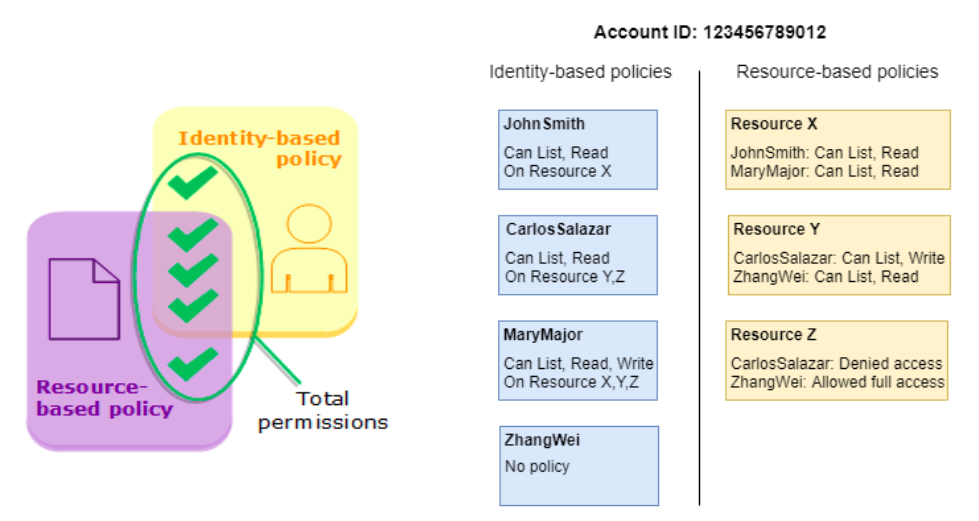 Identity-based
policy
Resource-
based policy
Total
permissions
Account ID: 123456789012
Identity-based policies
JohnSmith
Can List, Read
On Resource X
CarlosSalazar
Can List, Read
On Resource Y,Z
MaryMajor
Can List, Read, Write
On Resource X,Y,Z
ZhangWei
No policy
Resource-based policies
Resource X
JohnSmith: Can List, Read
MaryMajor: Can List, Read
Resource Y
CarlosSalazar: Can List, Write
ZhangWei: Can List, Read
Resource Z
CarlosSalazar: Denied access
ZhangWei: Allowed full access